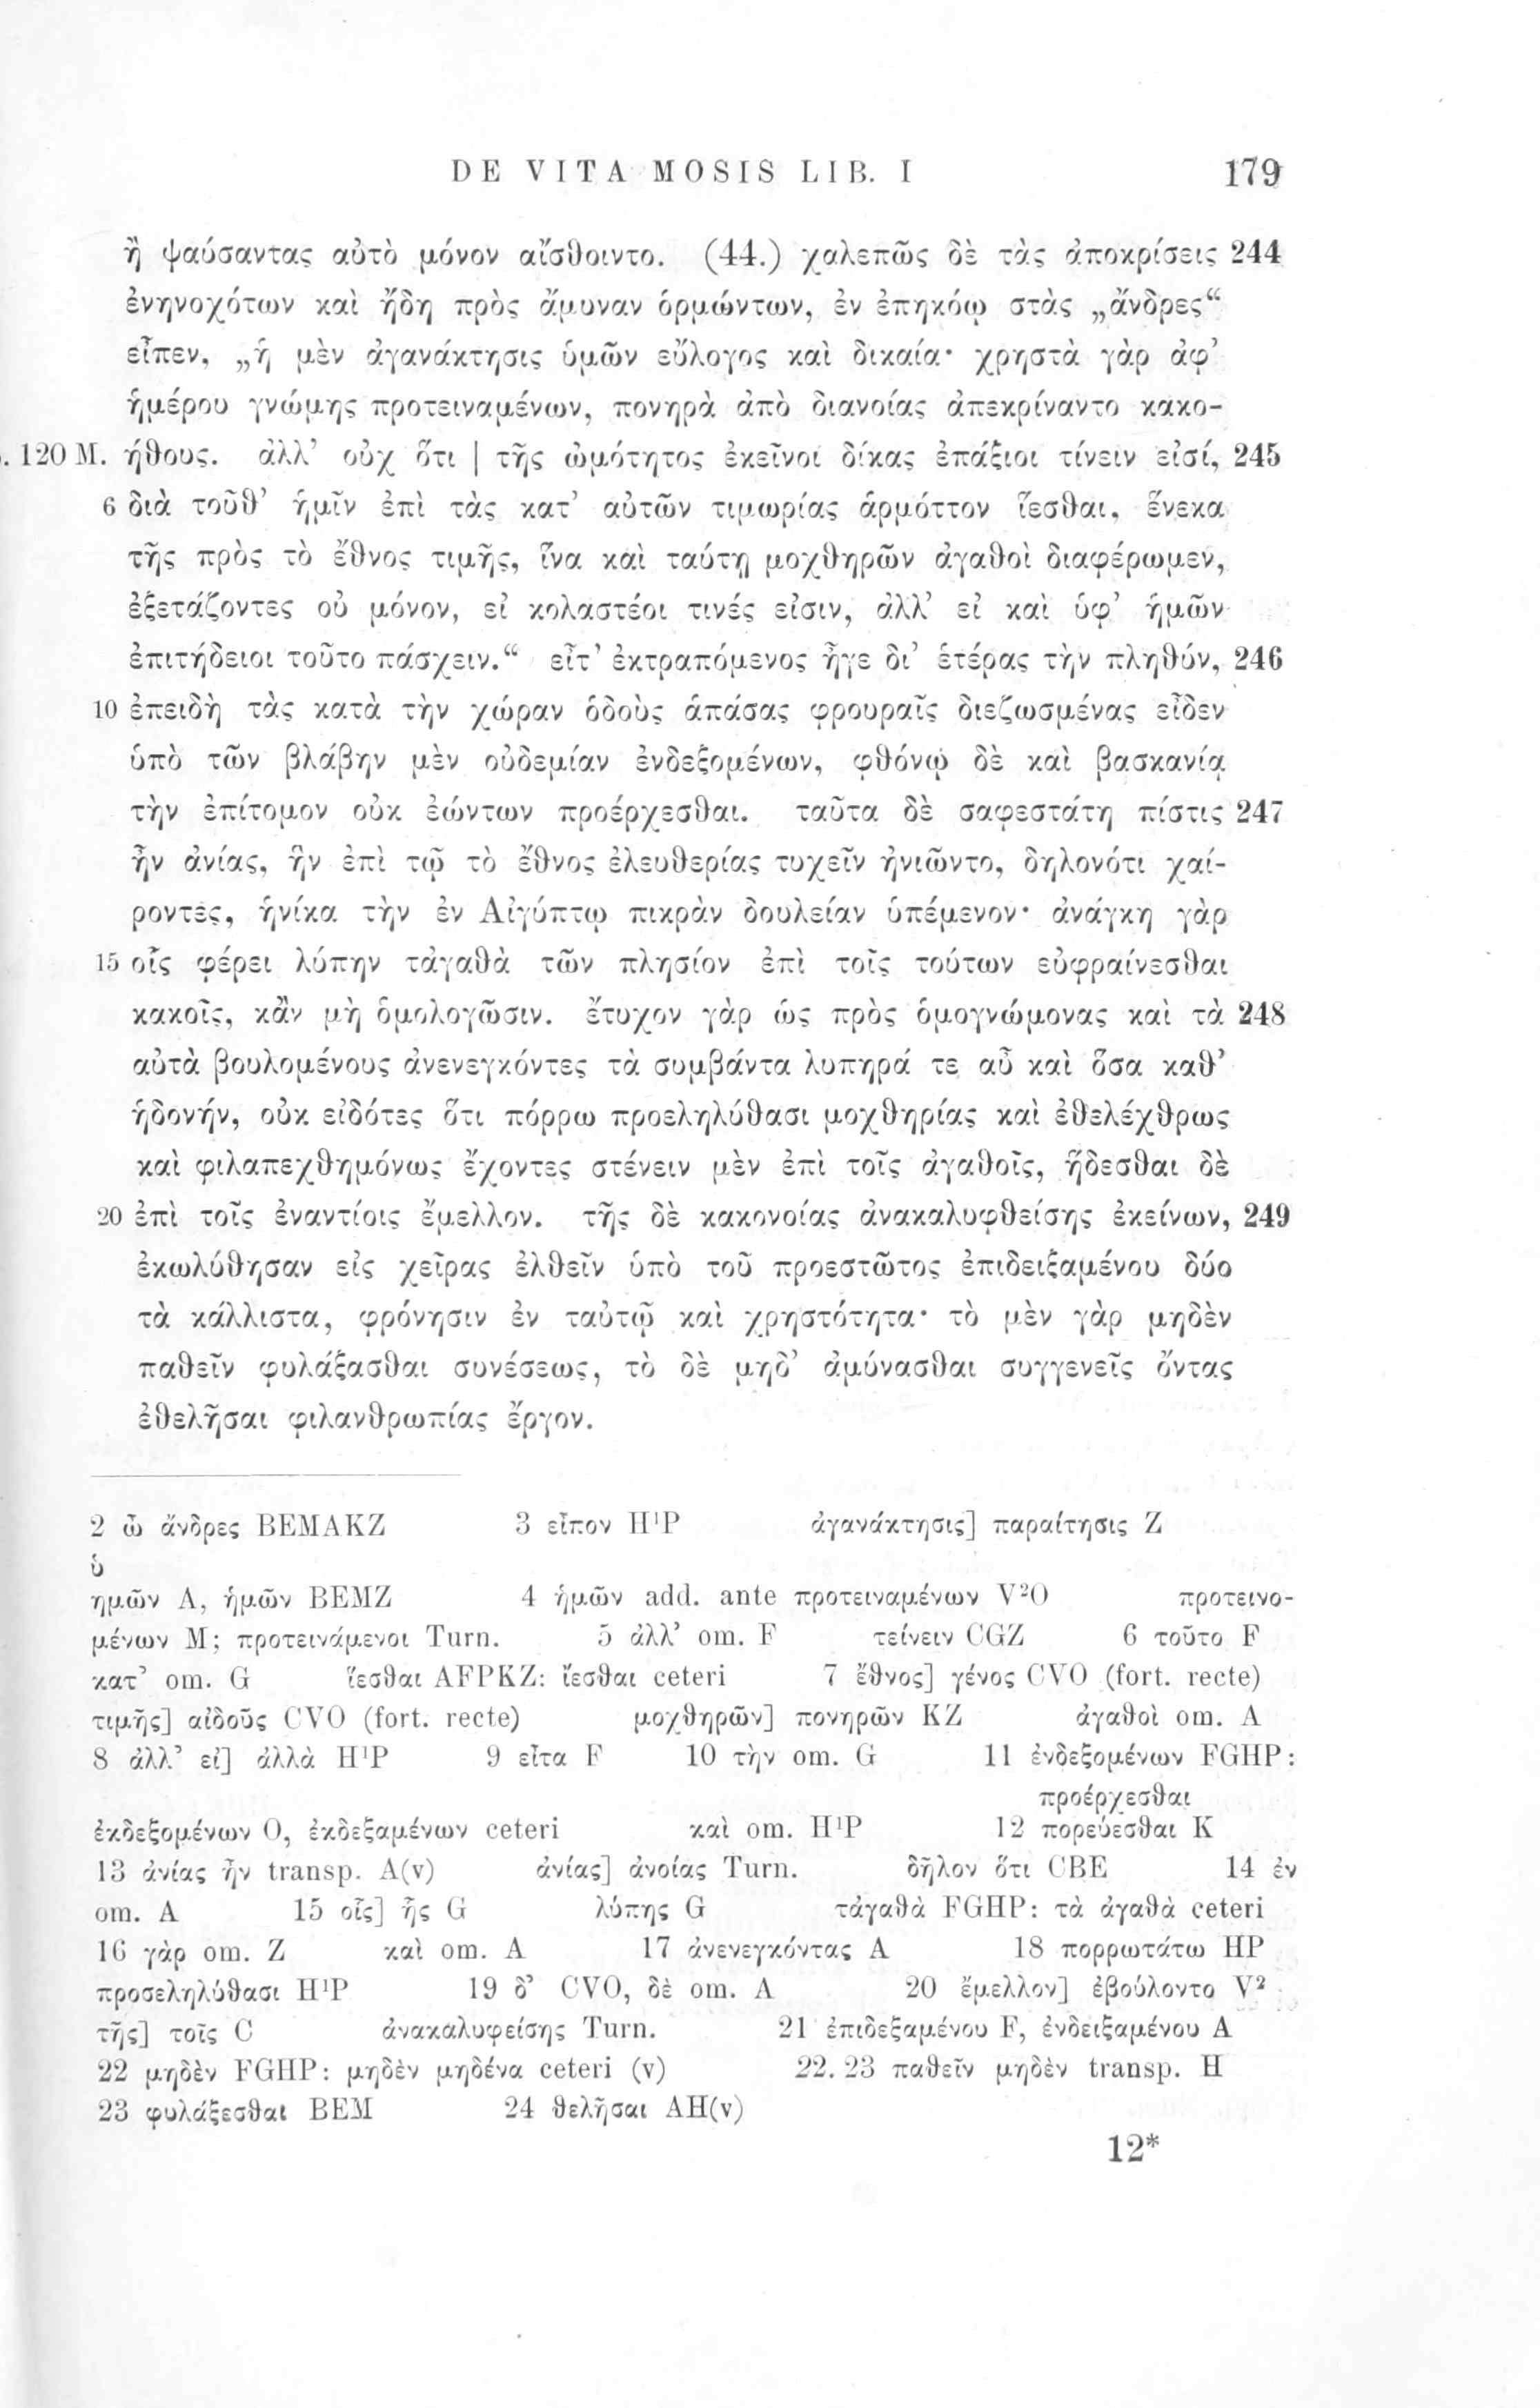 DE VITA MOSIS LIB. I 179
ἢ ψαύσαντας αὐτὸ μόνον αἴσθοιντο. (44.) χαλεπῶς δὲ τὰς ἀποκρίσεις 244
ἐνηνοχότων καὶ ἤδη πρὸς ἄμυναν ὁρμώντων, ἐν ἐπηκόῳ στὰς „ἄνδρες“
εἶπεν, „ἡ μὲν ἀγανάκτησις ὑμῶν εὔλογος καὶ δικαία· χρηστὰ γὰρ ἀφ’
ἡμέρου γνώμης προτειναμένων, πονηρὰ ἀπὸ διανοίας ἀπεκρίναντο κακο-
. 120 M. ήθους. ἀλλ’ οὐχ ὅτι | τῆς ὠμότητος ἐκεῖνοι δίκας ἐπάξιοι τίνειν εἰσί, 245
6 διὰ τοῦθ’ ἡμῖν ἐπὶ τὰς κατ’ αὐτῶν τιμωρίας ἁρμόττον ἵεσθαι, ἕνεκα
τῆς πρὸς τὸ ἔθνος τιμῆς, ἵνα καὶ ταύτῃ μοχθηρῶν ἀγαθοὶ διαφέρωμεν,
ἐξετάζοντες οὐ μόνον, εἰ κολαστέοι τινές εἰσιν, ἀλλ’ εἰ καὶ ὑφ’ ἡμῶν
ἐπιτήδειοι τοῦτο πάσχειν.“ εἶτ’ ἐκτραπόμενος ἦγε δι’ ἑτέρας τὴν πληθύν, 246
10 ἐπειδὴ τὰς κατὰ τὴν χώραν ὁδοὺς ἁπάσας φρουραῖς διεζωσμένας εἶδεν
ὑπὸ τῶν βλάβην μὲν οὐδεμίαν ἐνδεξομένων, φθόνῳ δὲ καὶ βασκανίᾳ
τὴν ἐπίτομον οὐκ ἐώντων προέρχεσθαι. ταῦτα δὲ σαφεστάτη πίστις 247
ἦν ἀνίας, ἣν ἐπὶ τῷ τὸ ἔθνος ἐλευθερίας τυχεῖν ἠνιῶντο, δηλονότι χαί-
ροντες, ἡνίκα τὴν ἐν Αἰγύπτῳ πικρὰν δουλείαν ὑπέμενον· ἀνάγκη γὰρ
15 οἷς φέρει λύπην τἀγαθὰ τῶν πλησίον ἐπὶ τοῖς τούτων εὐφραίνεσθαι
κακοῖς, κἂν μὴ ὁμολογῶσιν. ἔτυχον γὰρ ὡς πρὸς ὁμογνώμονας καὶ τὰ 248
αὐτὰ βουλομένους ἀνενεγκόντες τὰ συμβάντα λυπηρά τε αὖ καὶ ὅσα καθ’
ἡδονήν, οὐκ εἰδότες ὅτι πόρρω προεληλύθασι μοχθηρίας καὶ ἐθελέχθρως
καὶ φιλαπεχθημόνως ἔχοντες στένειν μὲν ἐπὶ τοῖς ἀγαθοῖς, ἥδεσθαι δὲ
20 ἐπὶ τοῖς ἐναντίοις ἔμελλον. τῆς δὲ κακονοίας ἀνακαλυφθείσης ἐκείνων, 249
ἐκωλύθησαν εἰς χεῖρας ἐλθεῖν ὑπὸ τοῦ προεστῶτος ἐπιδειξαμένου δύο
τὰ κάλλιστα, φρόνησιν ἐν ταὐτῷ καὶ χρηστότητα· τὸ μὲν γὰρ μηδὲν
παθεῖν φυλάξασθαι συνέσεως, τὸ δὲ μηδ’ ἀμύνασθαι συγγενεῖς ὄντας
ἐθελῆσαι φιλανθρωπίας ἔργον.
2 ὦ ἄνδρες BEMAKZ 3 εἶπον H¹P ἀγανάκτησις] παραίτησις Z
ὑ
ημῶν A, ἡμῶν BEMZ 4 ἡμῶν add. ante προτειναμένων V²O προτεινο-
μένων M; προτεινάμενοι Turn. 5 ἀλλ’ om. F τείνειν CGZ 6 τοῦτο F
κατ’ om. G ἵεσθαι AFPKZ: ἴεσθαι ceteri 7 ἔθνος] γένος CVO (fort. recte)
τιμῆς] αἰδοῦς CVO (fort. recte) μοχθηρῶν] πονηρῶν KZ ἀγαθοὶ om. A
8 ἀλλ’ εἰ] ἀλλὰ H¹P 9 εἶτα F 10 τὴν om. G 11 ἐνδεξομένων FGHP:
προέρχεσθαι
ἐκδεξομένων O, ἐκδεξαμένων ceteri καὶ om. H¹P 12 πορεύεσθαι K
13 ἀνίας ἦν transp. A(v) ἀνίας] ἀνοίας Turn. δῆλον ὅτι CBE 14 ἐν
om. A 15 οἷς] ἧς G λύπης G τἀγαθὰ FGHP: τὰ ἀγαθὰ ceteri
16 γὰρ om. Z καὶ om. A 17 ἀνενεγκόντας A 18 πορρωτάτω HP
προσεληλύθασι H¹P 19 δ’ CVO, δὲ om. A 20 ἔμελλον] ἐβούλοντο V²
τῆς] τοῖς C ἀνακαλυφείσης Turn. 21 ἐπιδεξαμένου F, ἐνδειξαμένου A
22 μηδὲν FGHP: μηδὲν μηδένα ceteri (v) 22. 23 παθεῖν μηδὲν transp. H
23 φυλάξεσθαι BEM 24 θελῆσαι AH(v)
12*